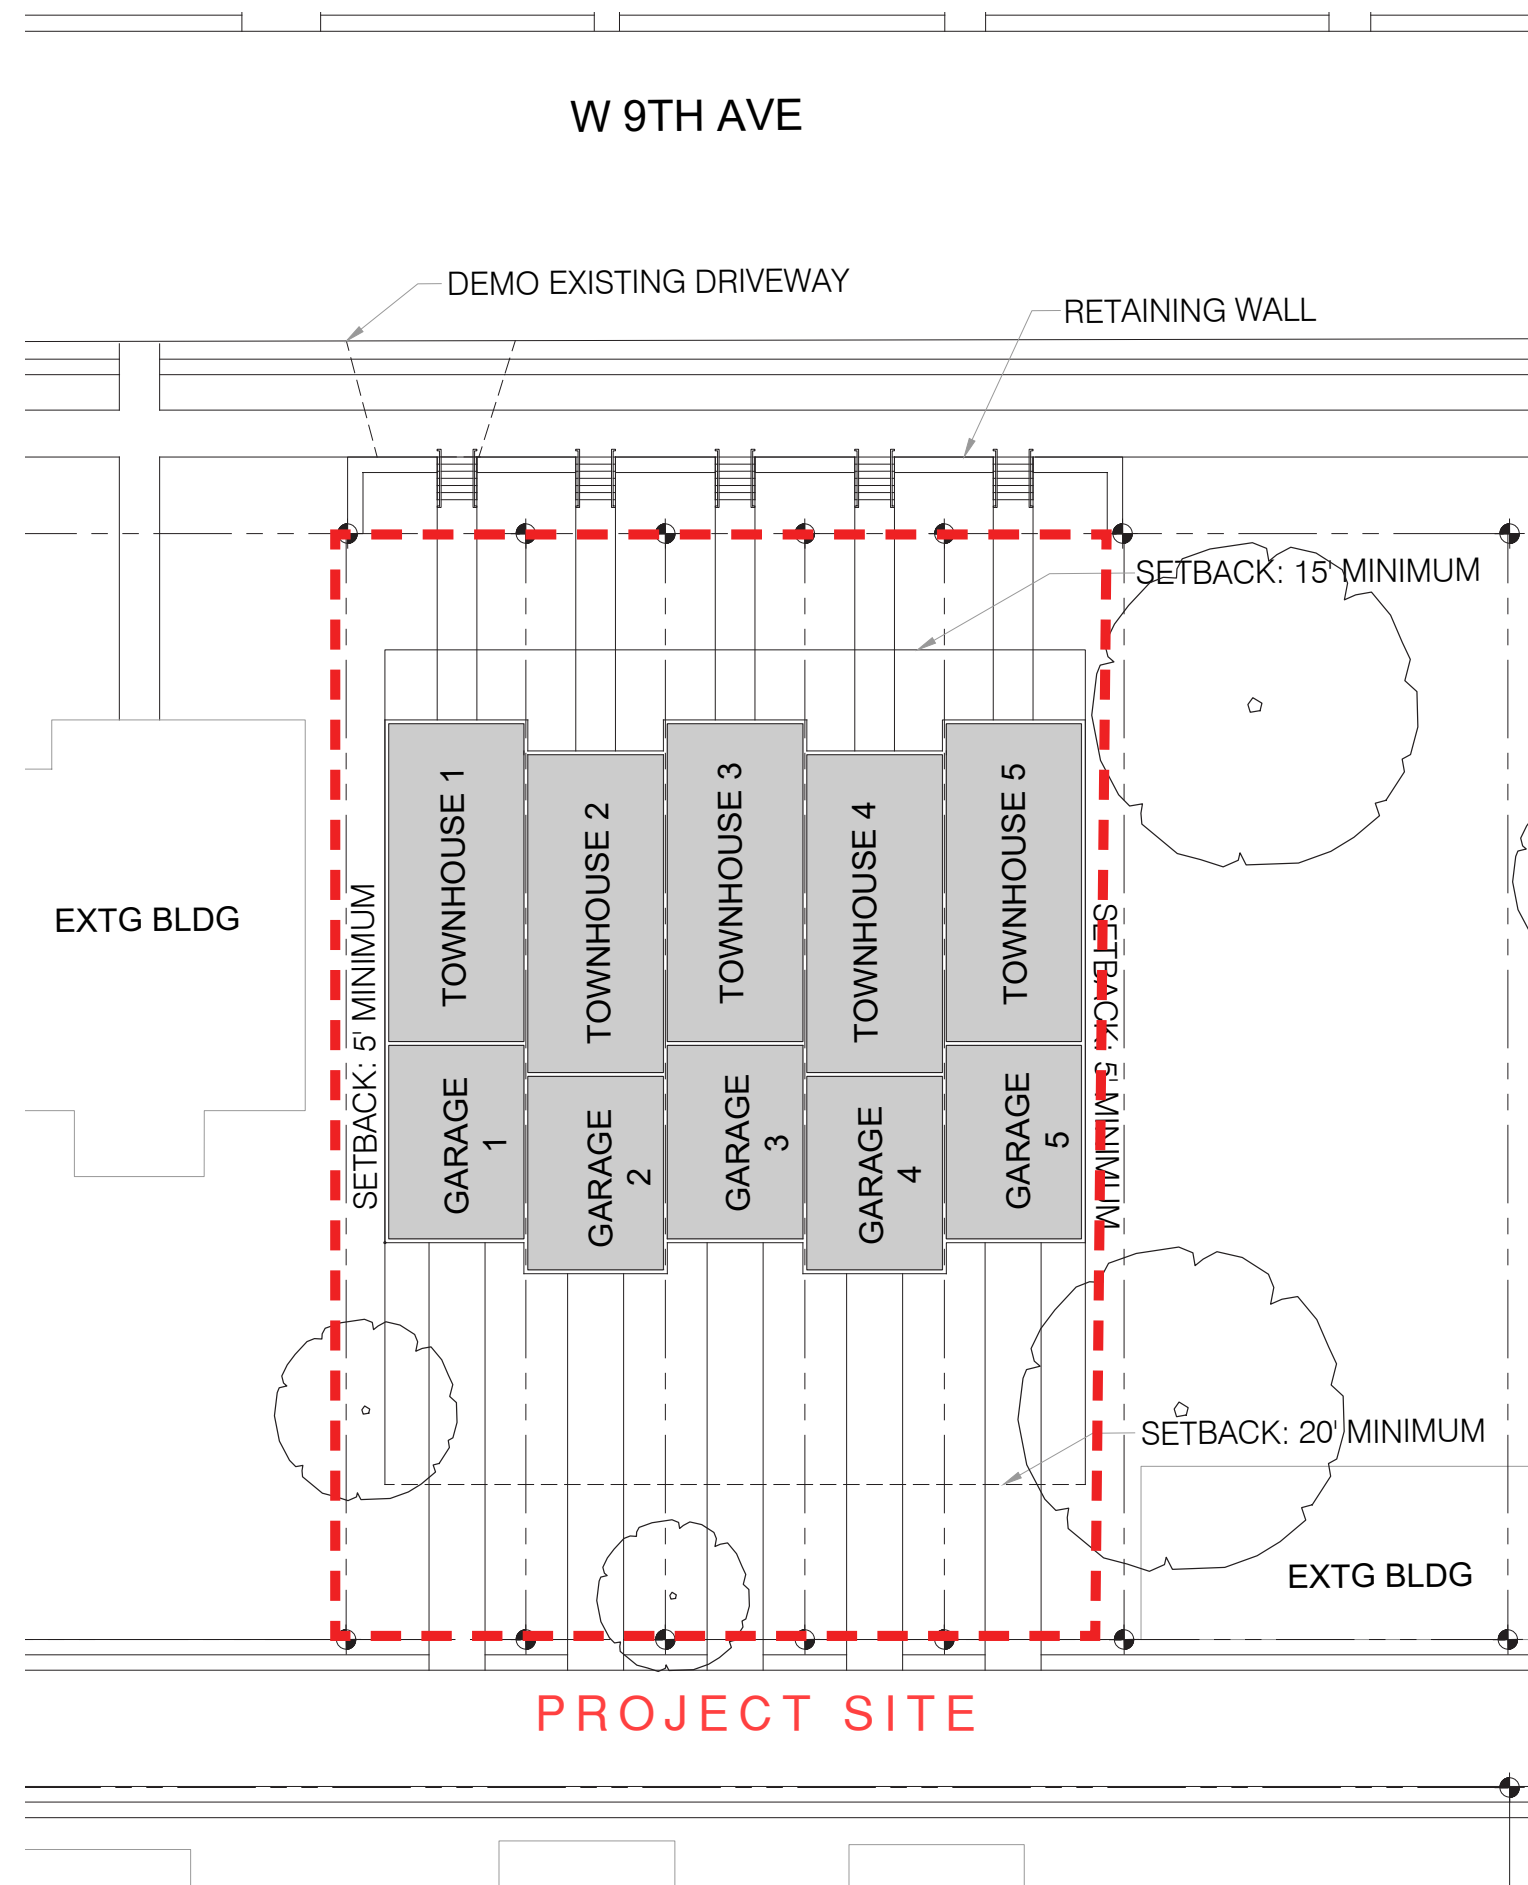 W 9TH AVE
DEMO EXISTING DRIVEWAY
RETAINING WALL
SETBACK: 15' MINIMUM
TOWNHOUSE 1
TOWNHOUSE 2
TOWNHOUSE 3
TOWNHOUSE 4
TOWNHOUSE 5
EXTG BLDG
SETBACK: 5' MINIMUM
SETBACK: 5' MINIMUM
GARAGE
1
GARAGE
2
GARAGE
3
GARAGE
4
GARAGE
5
SETBACK: 20' MINIMUM
EXTG BLDG
PROJECT SITE